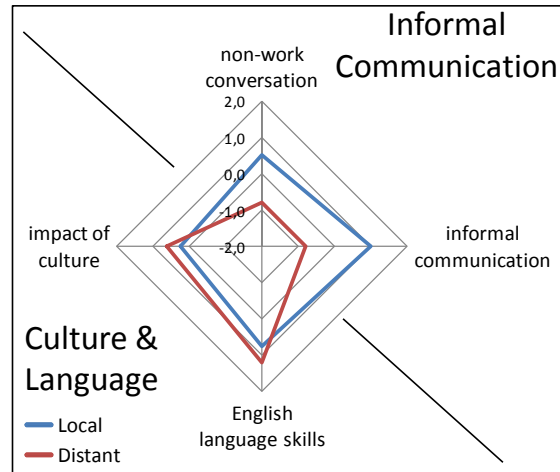 Informal
Communication
non-work
conversation
2,0
1,0
0,0
-1,0
-2,0
impact of
culture
informal
communication
Culture &
Language
Local
Distant
English
language skills